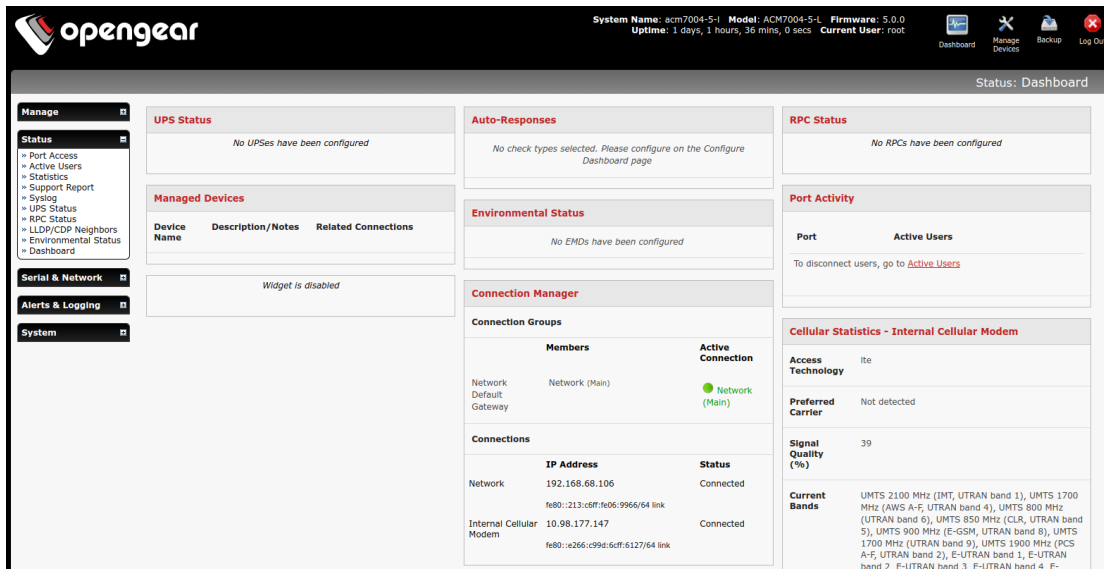 opengear
System Name: acm7004-5-l Model: ACM7004-5-L Firmware: 5.0.0
Uptime: 1 days, 1 hours, 36 mins, 0 secs Current User: root
Dashboard
Manage
Devices
Backup
Log Ou
Status: Dashboard
Manage
Status
» Port Access
» Active Users
» Statistics
» Support Report
» Syslog
» UPS Status
» RPC Status
» LLDP/CDP Neighbors
» Environmental Status
» Dashboard
Serial & Network
Alerts & Logging
System
UPS Status
No UPSes have been configured
Managed Devices
Device
Name
Description/Notes
Related Connections
Widget is disabled
Auto-Responses
No check types selected. Please configure on the Configure
Dashboard page
Environmental Status
No EMDs have been configured
Connection Manager
Connection Groups
Members
Active
Connection
Network
Default
Gateway
Network (Main)
Network
(Main)
Connections
IP Address
Status
Network
192.168.68.106
Connected
fe80::213:c6ff:fe06:9966/64 link
Internal Cellular
Modem
10.98.177.147
Connected
fe80::e266:c99d:6cff:6127/64 link
RPC Status
No RPCs have been configured
Port Activity
Port
Active Users
To disconnect users, go to Active Users
Cellular Statistics - Internal Cellular Modem
Access
Technology
lte
Preferred
Carrier
Not detected
Signal
Quality
(%)
39
Current
Bands
UMTS 2100 MHz (IMT, UTRAN band 1), UMTS 1700
MHz (AWS A-F, UTRAN band 4), UMTS 800 MHz
(UTRAN band 6), UMTS 850 MHz (CLR, UTRAN band
5), UMTS 900 MHz (E-GSM, UTRAN band 8), UMTS
1700 MHz (UTRAN band 9), UMTS 1900 MHz (PCS
A-F, UTRAN band 2), E-UTRAN band 1, E-UTRAN
band 2, E-UTRAN band 3, E-UTRAN band 4, E-